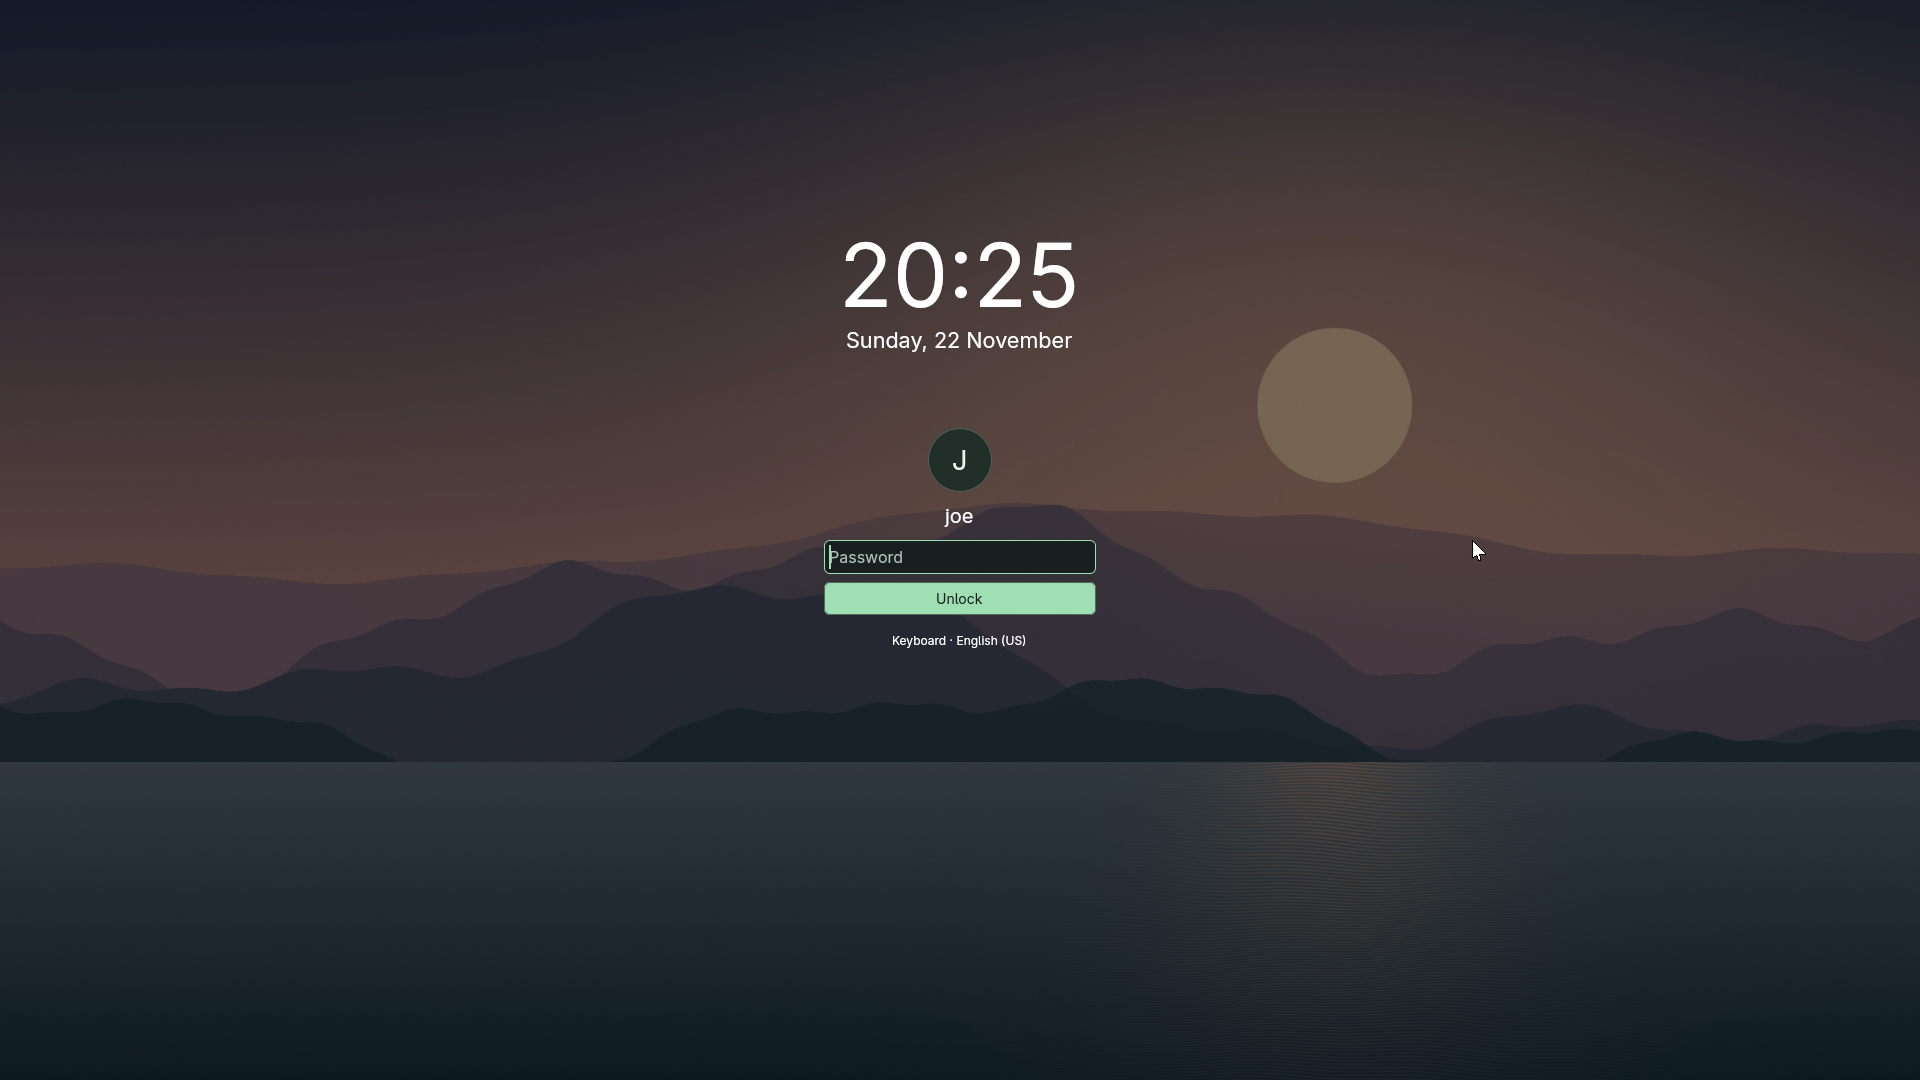 20:25
Sunday, 22 November
J
joe
Password
Unlock
Keyboard · English (US)